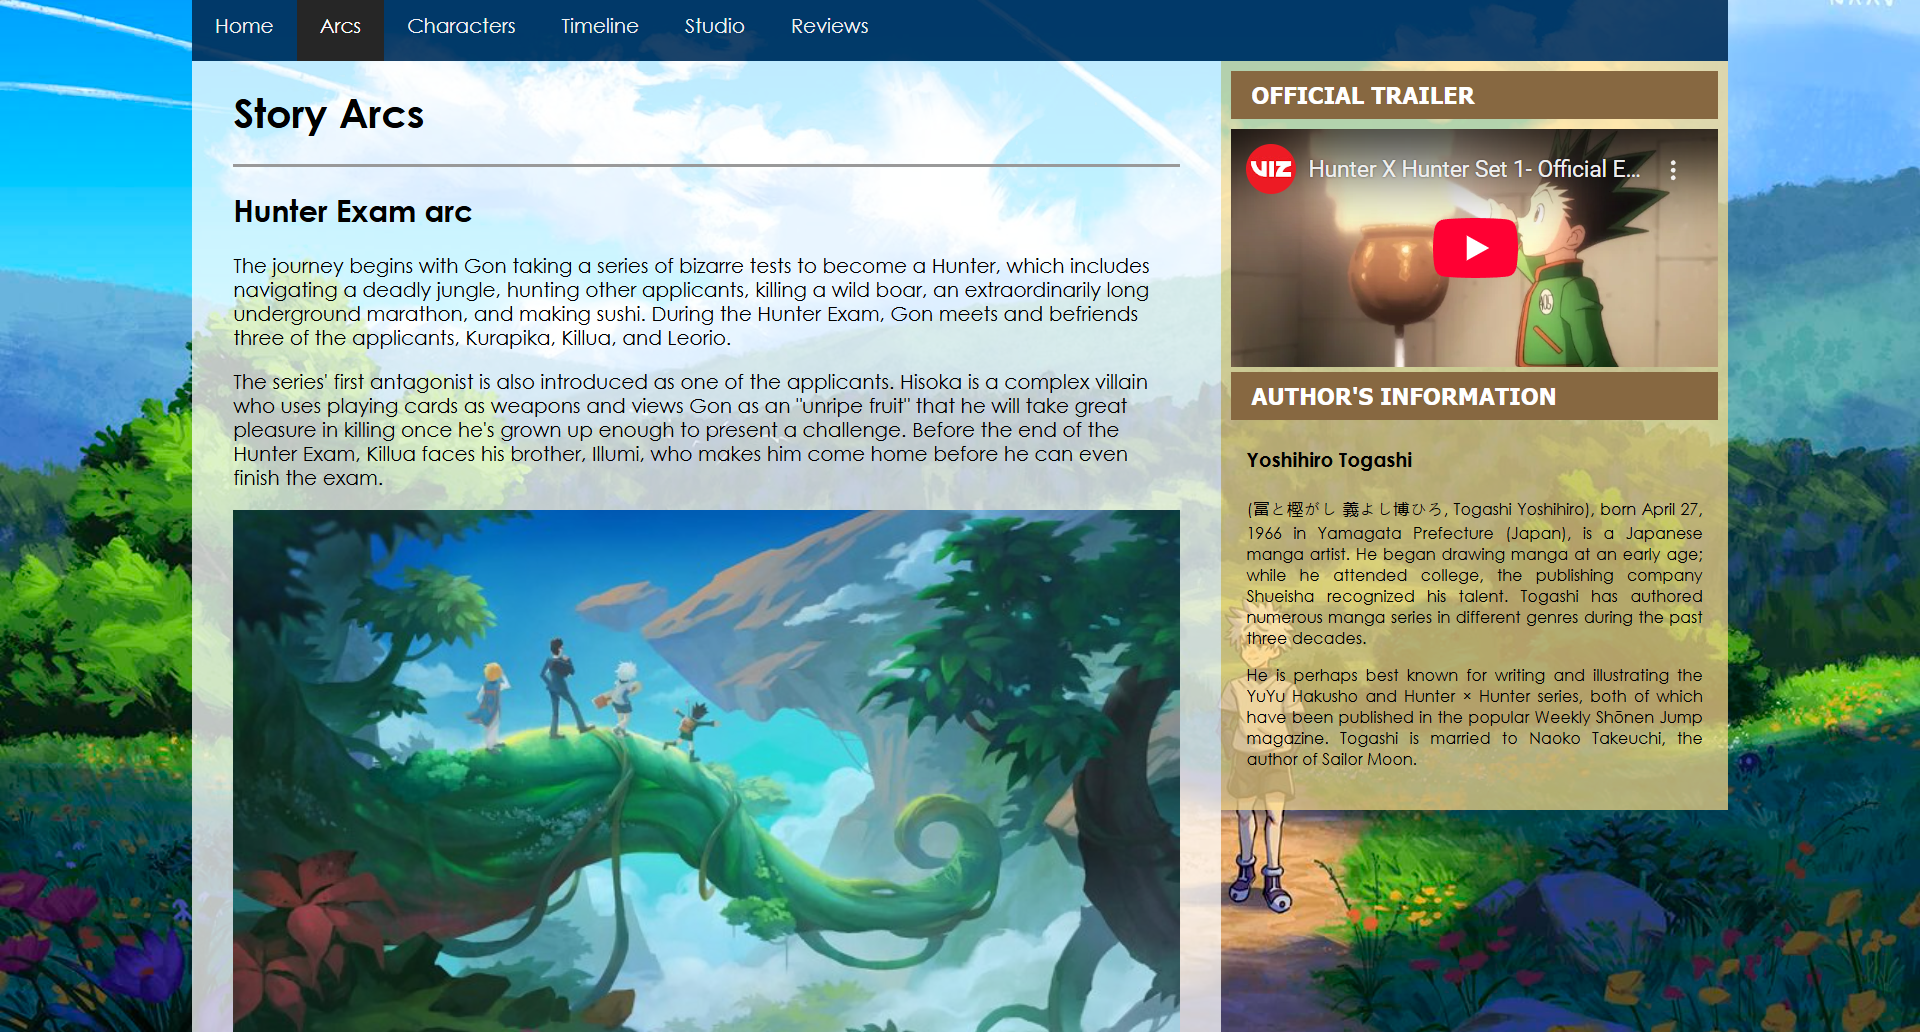 Home Arcs Characters Timeline Studio Reviews
Story Arcs
Hunter Exam arc
The journey begins with Gon taking a series of bizarre tests to become a Hunter, which includes
navigating a deadly jungle, hunting other applicants, killing a wild boar, an extraordinarily long
underground marathon, and making sushi. During the Hunter Exam, Gon meets and befriends
three of the applicants, Kurapika, Killua, and Leorio.
The series' first antagonist is also introduced as one of the applicants. Hisoka is a complex villain
who uses playing cards as weapons and views Gon as an "unripe fruit" that he will take great
pleasure in killing once he's grown up enough to present a challenge. Before the end of the
Hunter Exam, Killua faces his brother, Illumi, who makes him come home before he can even
finish the exam.
OFFICIAL TRAILER
VIZ Hunter X Hunter Set 1- Official E...
AUTHOR'S INFORMATION
Yoshihiro Togashi
(冨と樫がし 義よし博ひろ, Togashi Yoshihiro), born April 27,
1966 in Yamagata Prefecture (Japan), is a Japanese
manga artist. He began drawing manga at an early age;
while he attended college, the publishing company
Shueisha recognized his talent. Togashi has authored
numerous manga series in different genres during the past
three decades.
He is perhaps best known for writing and illustrating the
YuYu Hakusho and Hunter × Hunter series, both of which
have been published in the popular Weekly Shōnen Jump
magazine. Togashi is married to Naoko Takeuchi, the
author of Sailor Moon.